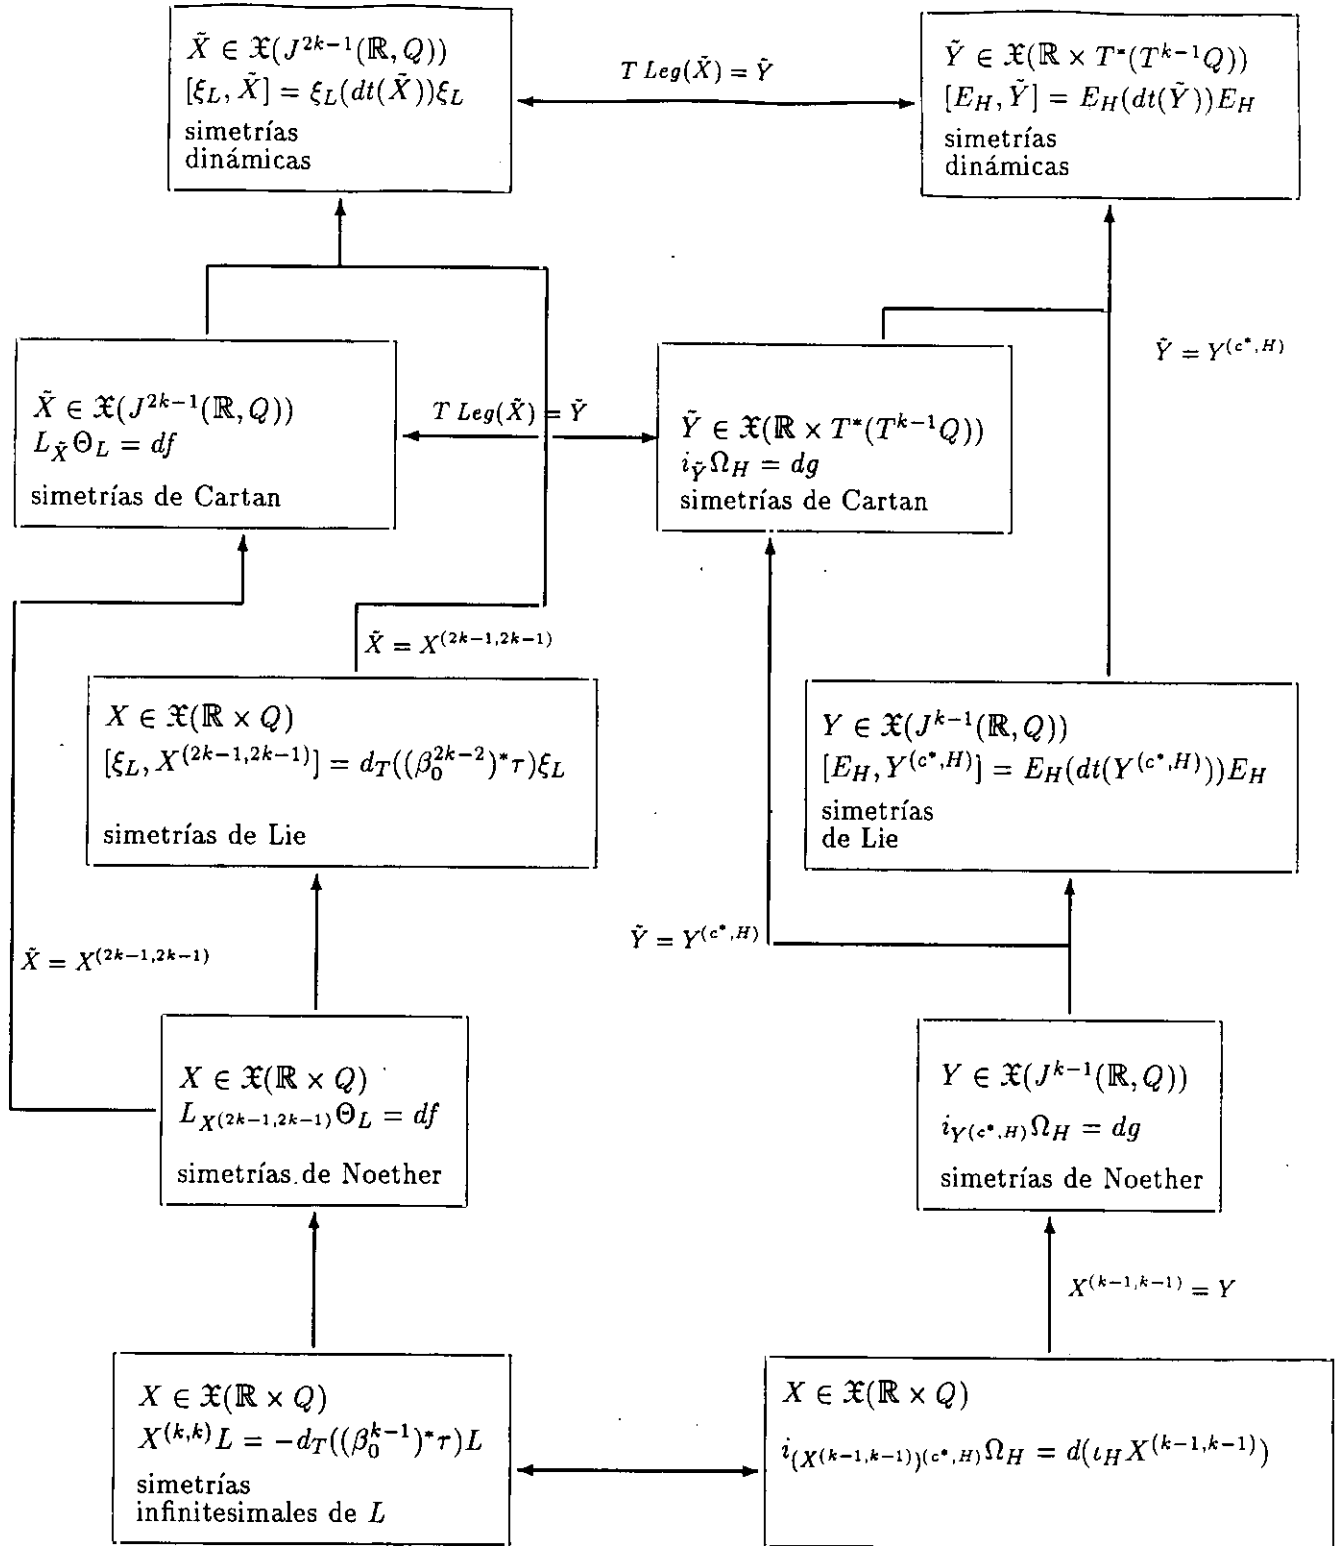 X̃ ∈ 𝔛(J^{2k−1}(ℝ, Q))
[ξ_L, X̃] = ξ_L(dt(X̃))ξ_L
simetrías
dinámicas
T Leg(X̃) = Ỹ
Ỹ ∈ 𝔛(ℝ × T*(T^{k−1}Q))
[E_H, Ỹ] = E_H(dt(Ỹ))E_H
simetrías
dinámicas
Ỹ = Y^{(c*,H)}
X̃ ∈ 𝔛(J^{2k−1}(ℝ, Q))
L_{X̃}Θ_L = df
simetrías de Cartan
T Leg(X̃) = Ỹ
Ỹ ∈ 𝔛(ℝ × T*(T^{k−1}Q))
i_{Ỹ}Ω_H = dg
simetrías de Cartan
X̃ = X^{(2k−1,2k−1)}
X ∈ 𝔛(ℝ × Q)
[ξ_L, X^{(2k−1,2k−1)}] = d_T((β_0^{2k−2})*τ)ξ_L
simetrías de Lie
Y ∈ 𝔛(J^{k−1}(ℝ, Q))
[E_H, Y^{(c*,H)}] = E_H(dt(Y^{(c*,H)}))E_H
simetrías
de Lie
X̃ = X^{(2k−1,2k−1)}
Ỹ = Y^{(c*,H)}
X ∈ 𝔛(ℝ × Q)
L_{X^{(2k−1,2k−1)}}Θ_L = df
simetrías de Noether
Y ∈ 𝔛(J^{k−1}(ℝ, Q))
i_{Y^{(c*,H)}}Ω_H = dg
simetrías de Noether
X^{(k−1,k−1)} = Y
X ∈ 𝔛(ℝ × Q)
X^{(k,k)}L = −d_T((β_0^{k−1})*τ)L
simetrías
infinitesimales de L
X ∈ 𝔛(ℝ × Q)
i_{(X^{(k−1,k−1)})^{(c*,H)}}Ω_H = d(ι_H X^{(k−1,k−1)})